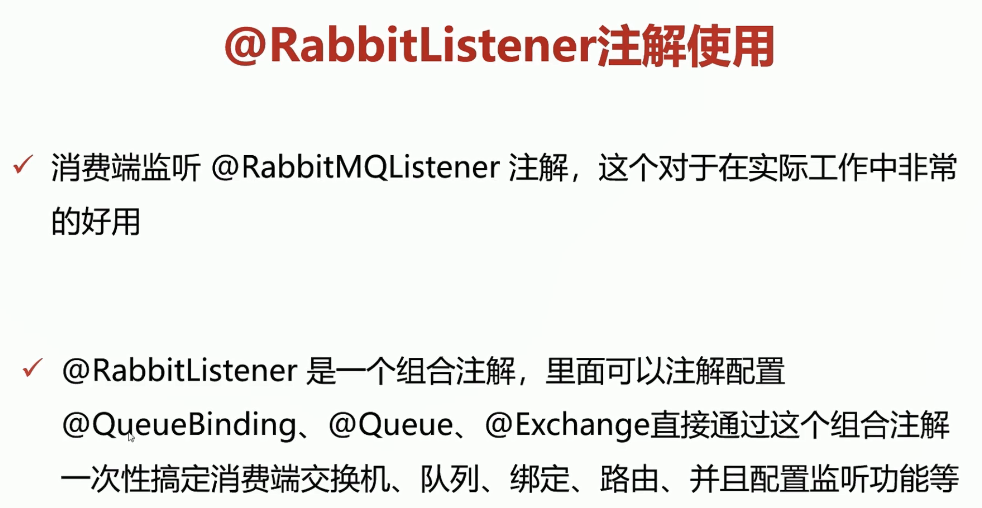 @RabbitListener注解使用
消费端监听 @RabbitMQListener 注解，这个对于在实际工作中非常
的好用
@RabbitListener 是一个组合注解，里面可以注解配置
@QueueBinding、@Queue、@Exchange直接通过这个组合注解
一次性搞定消费端交换机、队列、绑定、路由、并且配置监听功能等